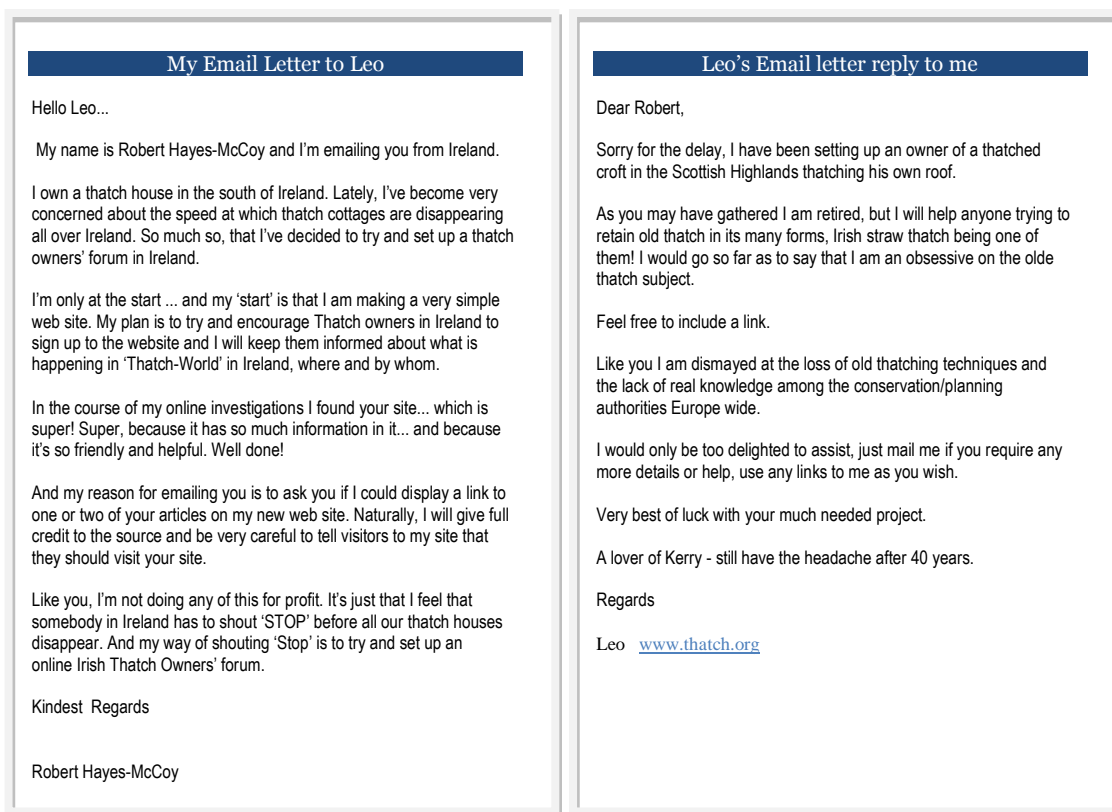 My Email Letter to Leo
Hello Leo...
My name is Robert Hayes-McCoy and I'm emailing you from Ireland.
I own a thatch house in the south of Ireland. Lately, I've become very
concerned about the speed at which thatch cottages are disappearing
all over Ireland. So much so, that I've decided to try and set up a thatch
owners' forum in Ireland.
I'm only at the start ... and my 'start' is that I am making a very simple
web site. My plan is to try and encourage Thatch owners in Ireland to
sign up to the website and I will keep them informed about what is
happening in 'Thatch-World' in Ireland, where and by whom.
In the course of my online investigations I found your site... which is
super! Super, because it has so much information in it... and because
it's so friendly and helpful. Well done!
And my reason for emailing you is to ask you if I could display a link to
one or two of your articles on my new web site. Naturally, I will give full
credit to the source and be very careful to tell visitors to my site that
they should visit your site.
Like you, I'm not doing any of this for profit. It's just that I feel that
somebody in Ireland has to shout 'STOP' before all our thatch houses
disappear. And my way of shouting 'Stop' is to try and set up an
online Irish Thatch Owners' forum.
Kindest  Regards
Robert Hayes-McCoy
Leo's Email letter reply to me
Dear Robert,
Sorry for the delay, I have been setting up an owner of a thatched
croft in the Scottish Highlands thatching his own roof.
As you may have gathered I am retired, but I will help anyone trying to
retain old thatch in its many forms, Irish straw thatch being one of
them! I would go so far as to say that I am an obsessive on the olde
thatch subject.
Feel free to include a link.
Like you I am dismayed at the loss of old thatching techniques and
the lack of real knowledge among the conservation/planning
authorities Europe wide.
I would only be too delighted to assist, just mail me if you require any
more details or help, use any links to me as you wish.
Very best of luck with your much needed project.
A lover of Kerry - still have the headache after 40 years.
Regards
Leo   www.thatch.org